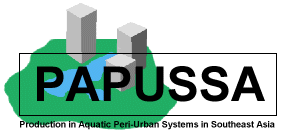 PAPUSSA
Production in Aquatic Peri-Urban Systems in Southeast Asia